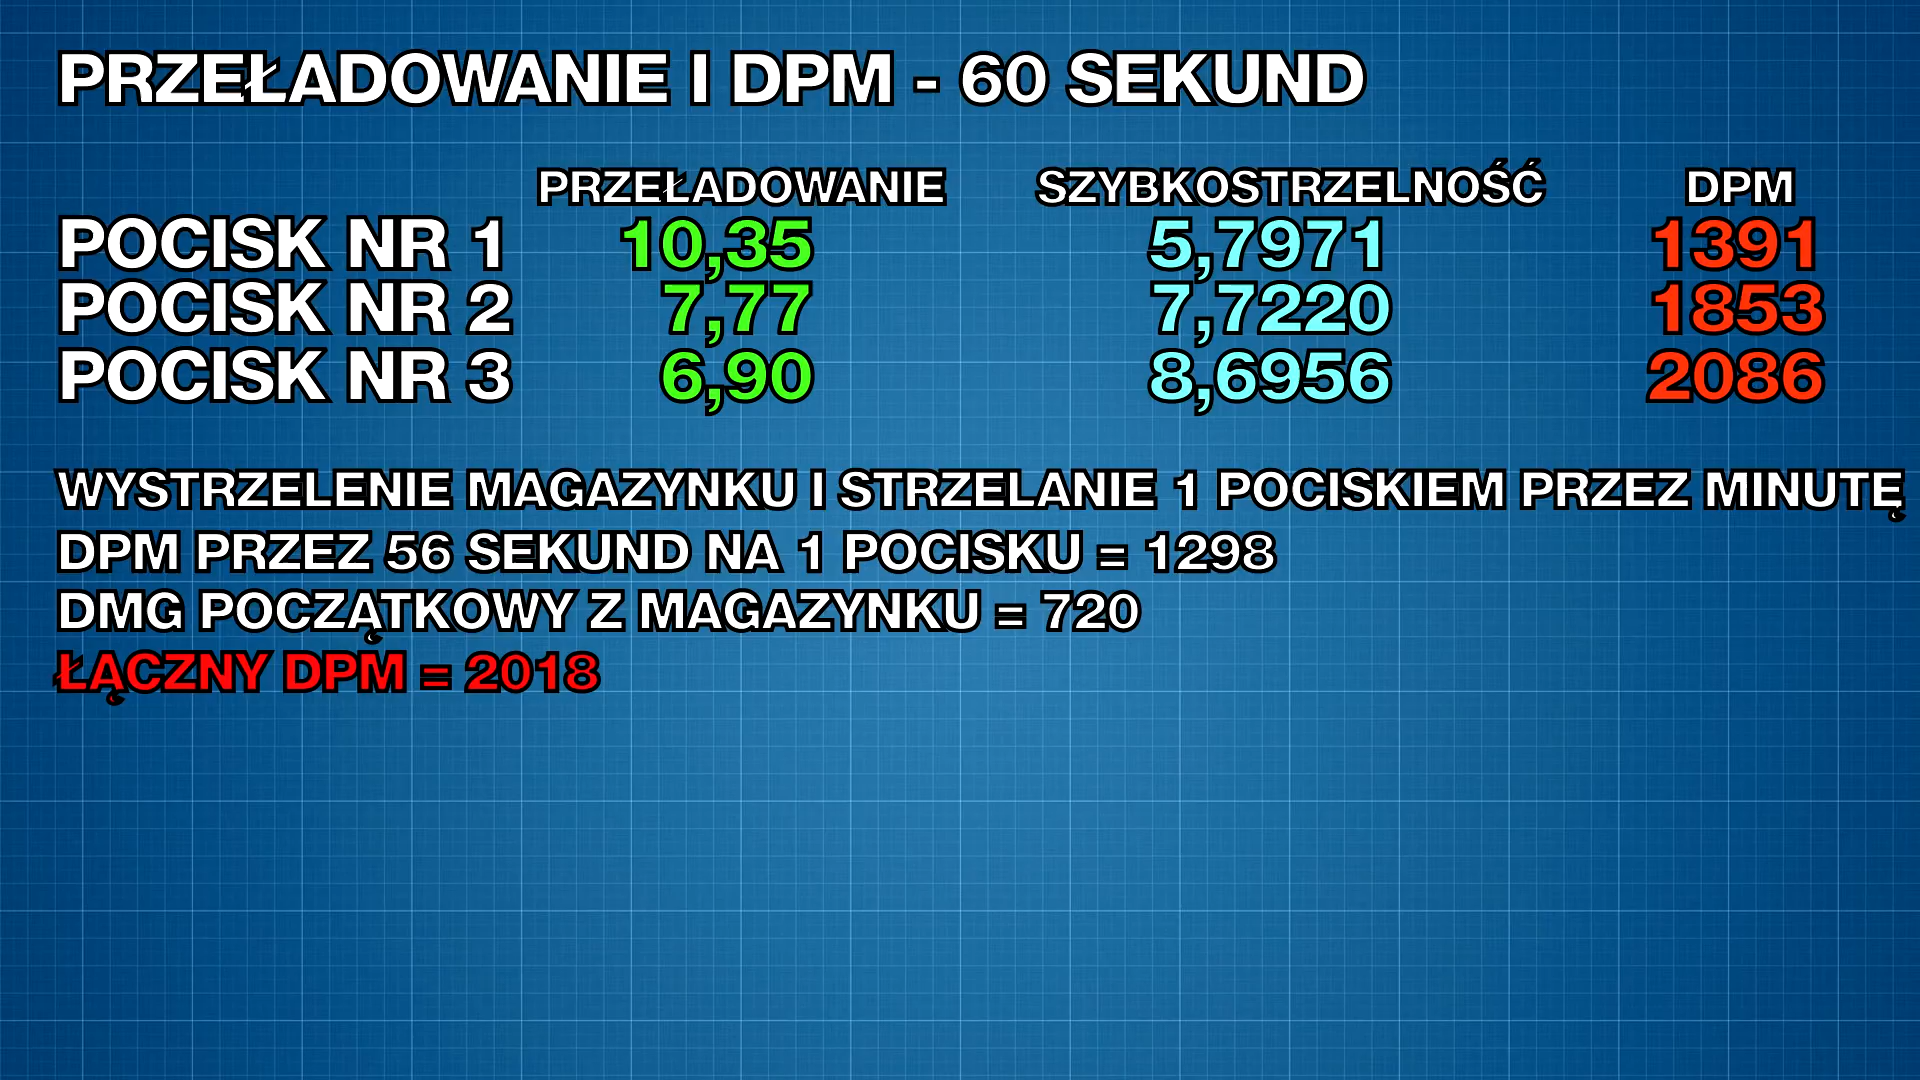 PRZEŁADOWANIE I DPM - 60 SEKUND
PRZEŁADOWANIE SZYBKOSTRZELNOŚĆ DPM
POCISK NR 1 10,35 5,7971 1391
POCISK NR 2 7,77 7,7220 1853
POCISK NR 3 6,90 8,6956 2086
WYSTRZELENIE MAGAZYNKU I STRZELANIE 1 POCISKIEM PRZEZ MINUTĘ
DPM PRZEZ 56 SEKUND NA 1 POCISKU = 1298
DMG POCZĄTKOWY Z MAGAZYNKU = 720
ŁĄCZNY DPM = 2018